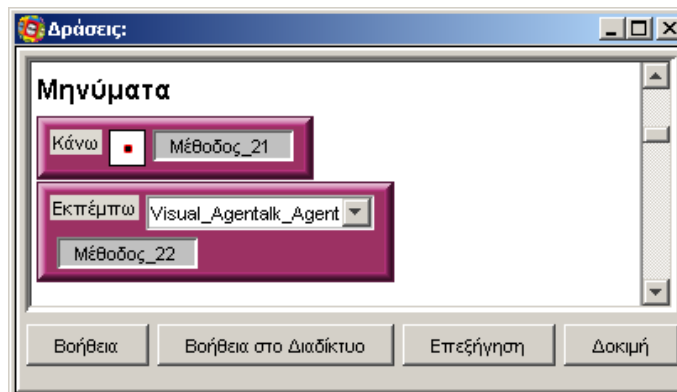 Δράσεις:
Μηνύματα
Κάνω Μέθοδος_21
Εκπέμπω Visual_Agentalk_Agent
Μέθοδος_22
Βοήθεια Βοήθεια στο Διαδίκτυο Επεξήγηση Δοκιμή